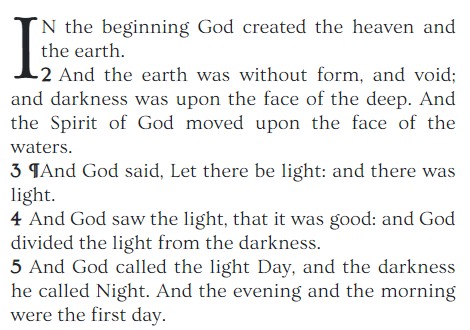 IN the beginning God created the heaven and
the earth.
2 And the earth was without form, and void;
and darkness was upon the face of the deep. And
the Spirit of God moved upon the face of the
waters.
3 ¶And God said, Let there be light: and there was
light.
4 And God saw the light, that it was good: and God
divided the light from the darkness.
5 And God called the light Day, and the darkness
he called Night. And the evening and the morning
were the first day.